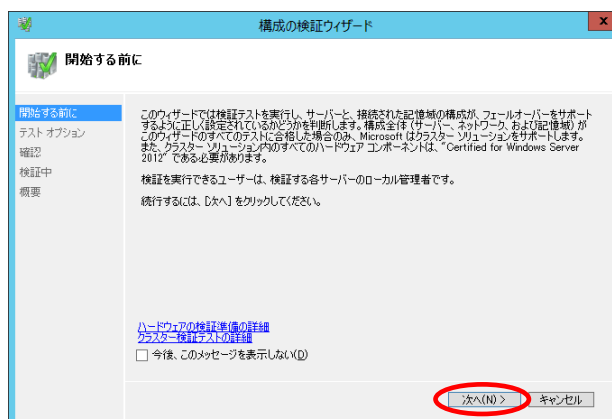 構成の検証ウィザード
x
開始する前に
開始する前に
テスト オプション
確認
検証中
概要
このウィザードでは検証テストを実行し、サーバーと、接続された記憶域の構成が、フェールオーバーをサポート
するように正しく設定されているかどうかを判断します。構成全体 (サーバー、ネットワーク、および記憶域) が
このウィザードのすべてのテストに合格した場合のみ、Microsoft はクラスター ソリューションをサポートします。
また、クラスター ソリューション内のすべてのハードウェア コンポーネントは、"Certified for Windows Server
2012" である必要があります。
検証を実行できるユーザーは、検証する各サーバーのローカル管理者です。
続行するには、[次へ] をクリックしてください。
ハードウェアの検証準備の詳細
クラスター検証テストの詳細
今後、このメッセージを表示しない(D)
次へ(N) >
キャンセル